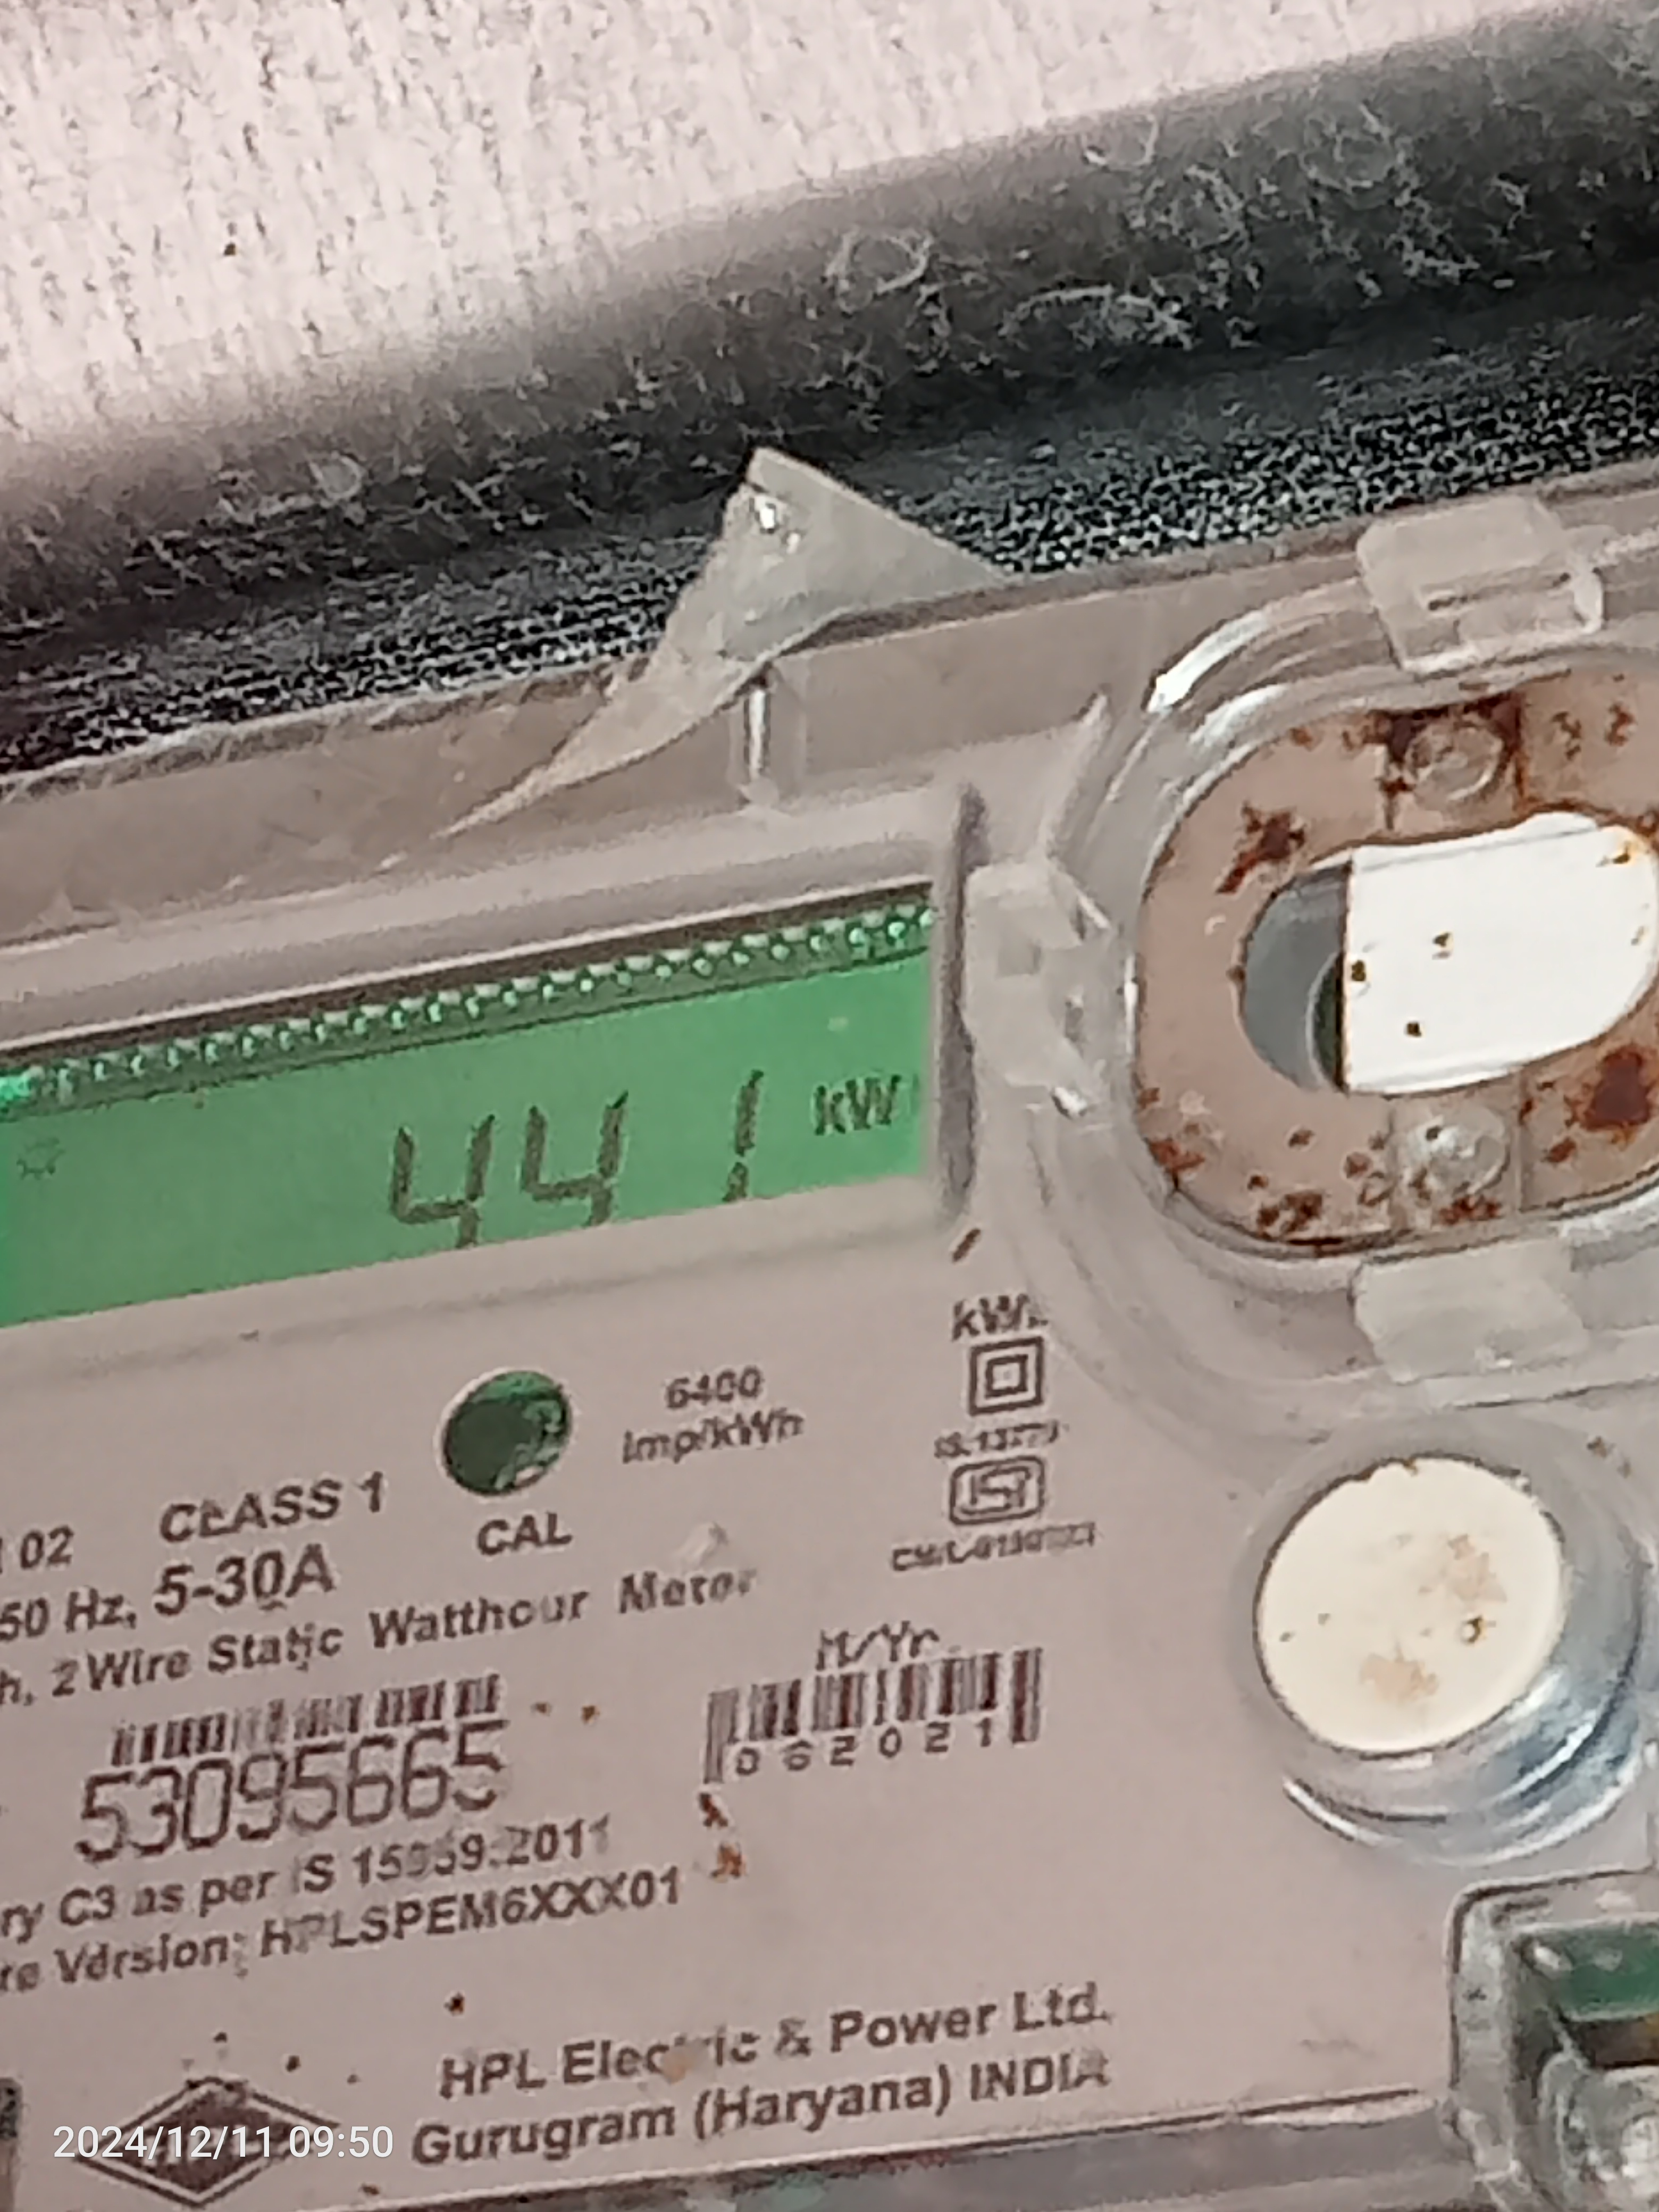 441 kW
6400
Imp/kWh
02 CLASS 1
CAL
50 Hz, 5-30A
2 Wire Static Watthour Meter
M/Yr
53095665
062021
ry C3 as per IS 15959:2011
re Version: HPLSPEM6XXX01
HPL Electric & Power Ltd.
Gurugram (Haryana) INDIA
2024/12/11 09:50